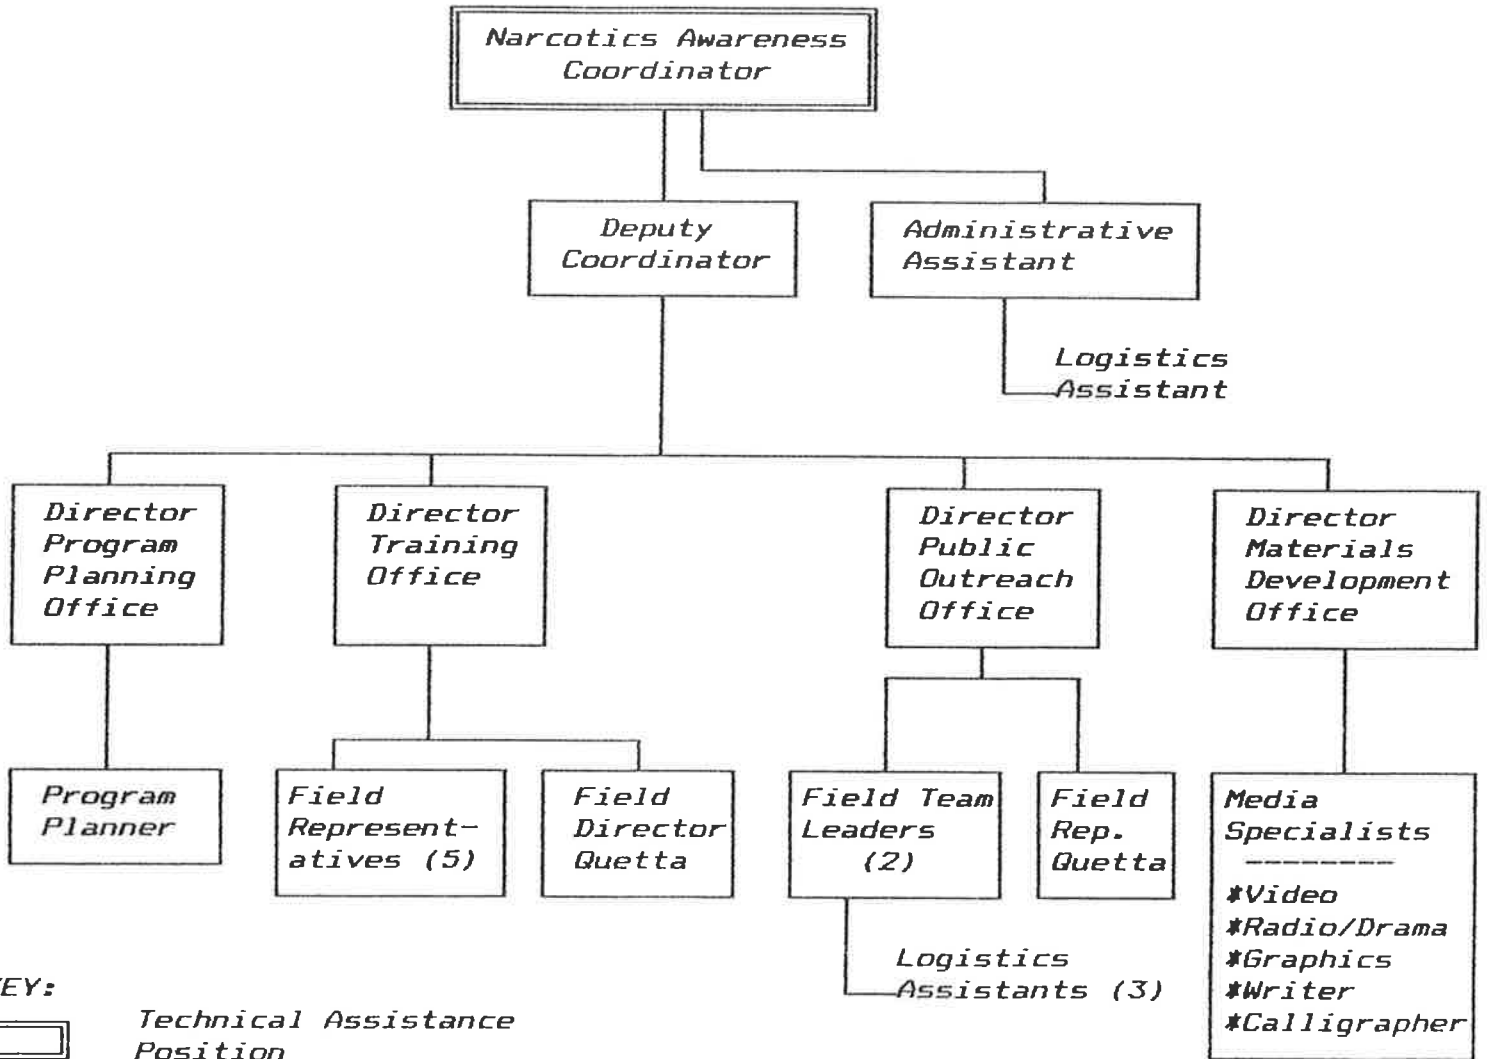 Narcotics Awareness
Coordinator
Deputy
Coordinator
Administrative
Assistant
Logistics
Assistant
Director
Program
Planning
Office
Director
Training
Office
Director
Public
Outreach
Office
Director
Materials
Development
Office
Program
Planner
Field
Represent-
atives (5)
Field
Director
Quetta
Field Team
Leaders
(2)
Field
Rep.
Quetta
Media
Specialists
--------
*Video
*Radio/Drama
*Graphics
*Writer
*Calligrapher
Logistics
Assistants (3)
EY:
Technical Assistance
Position